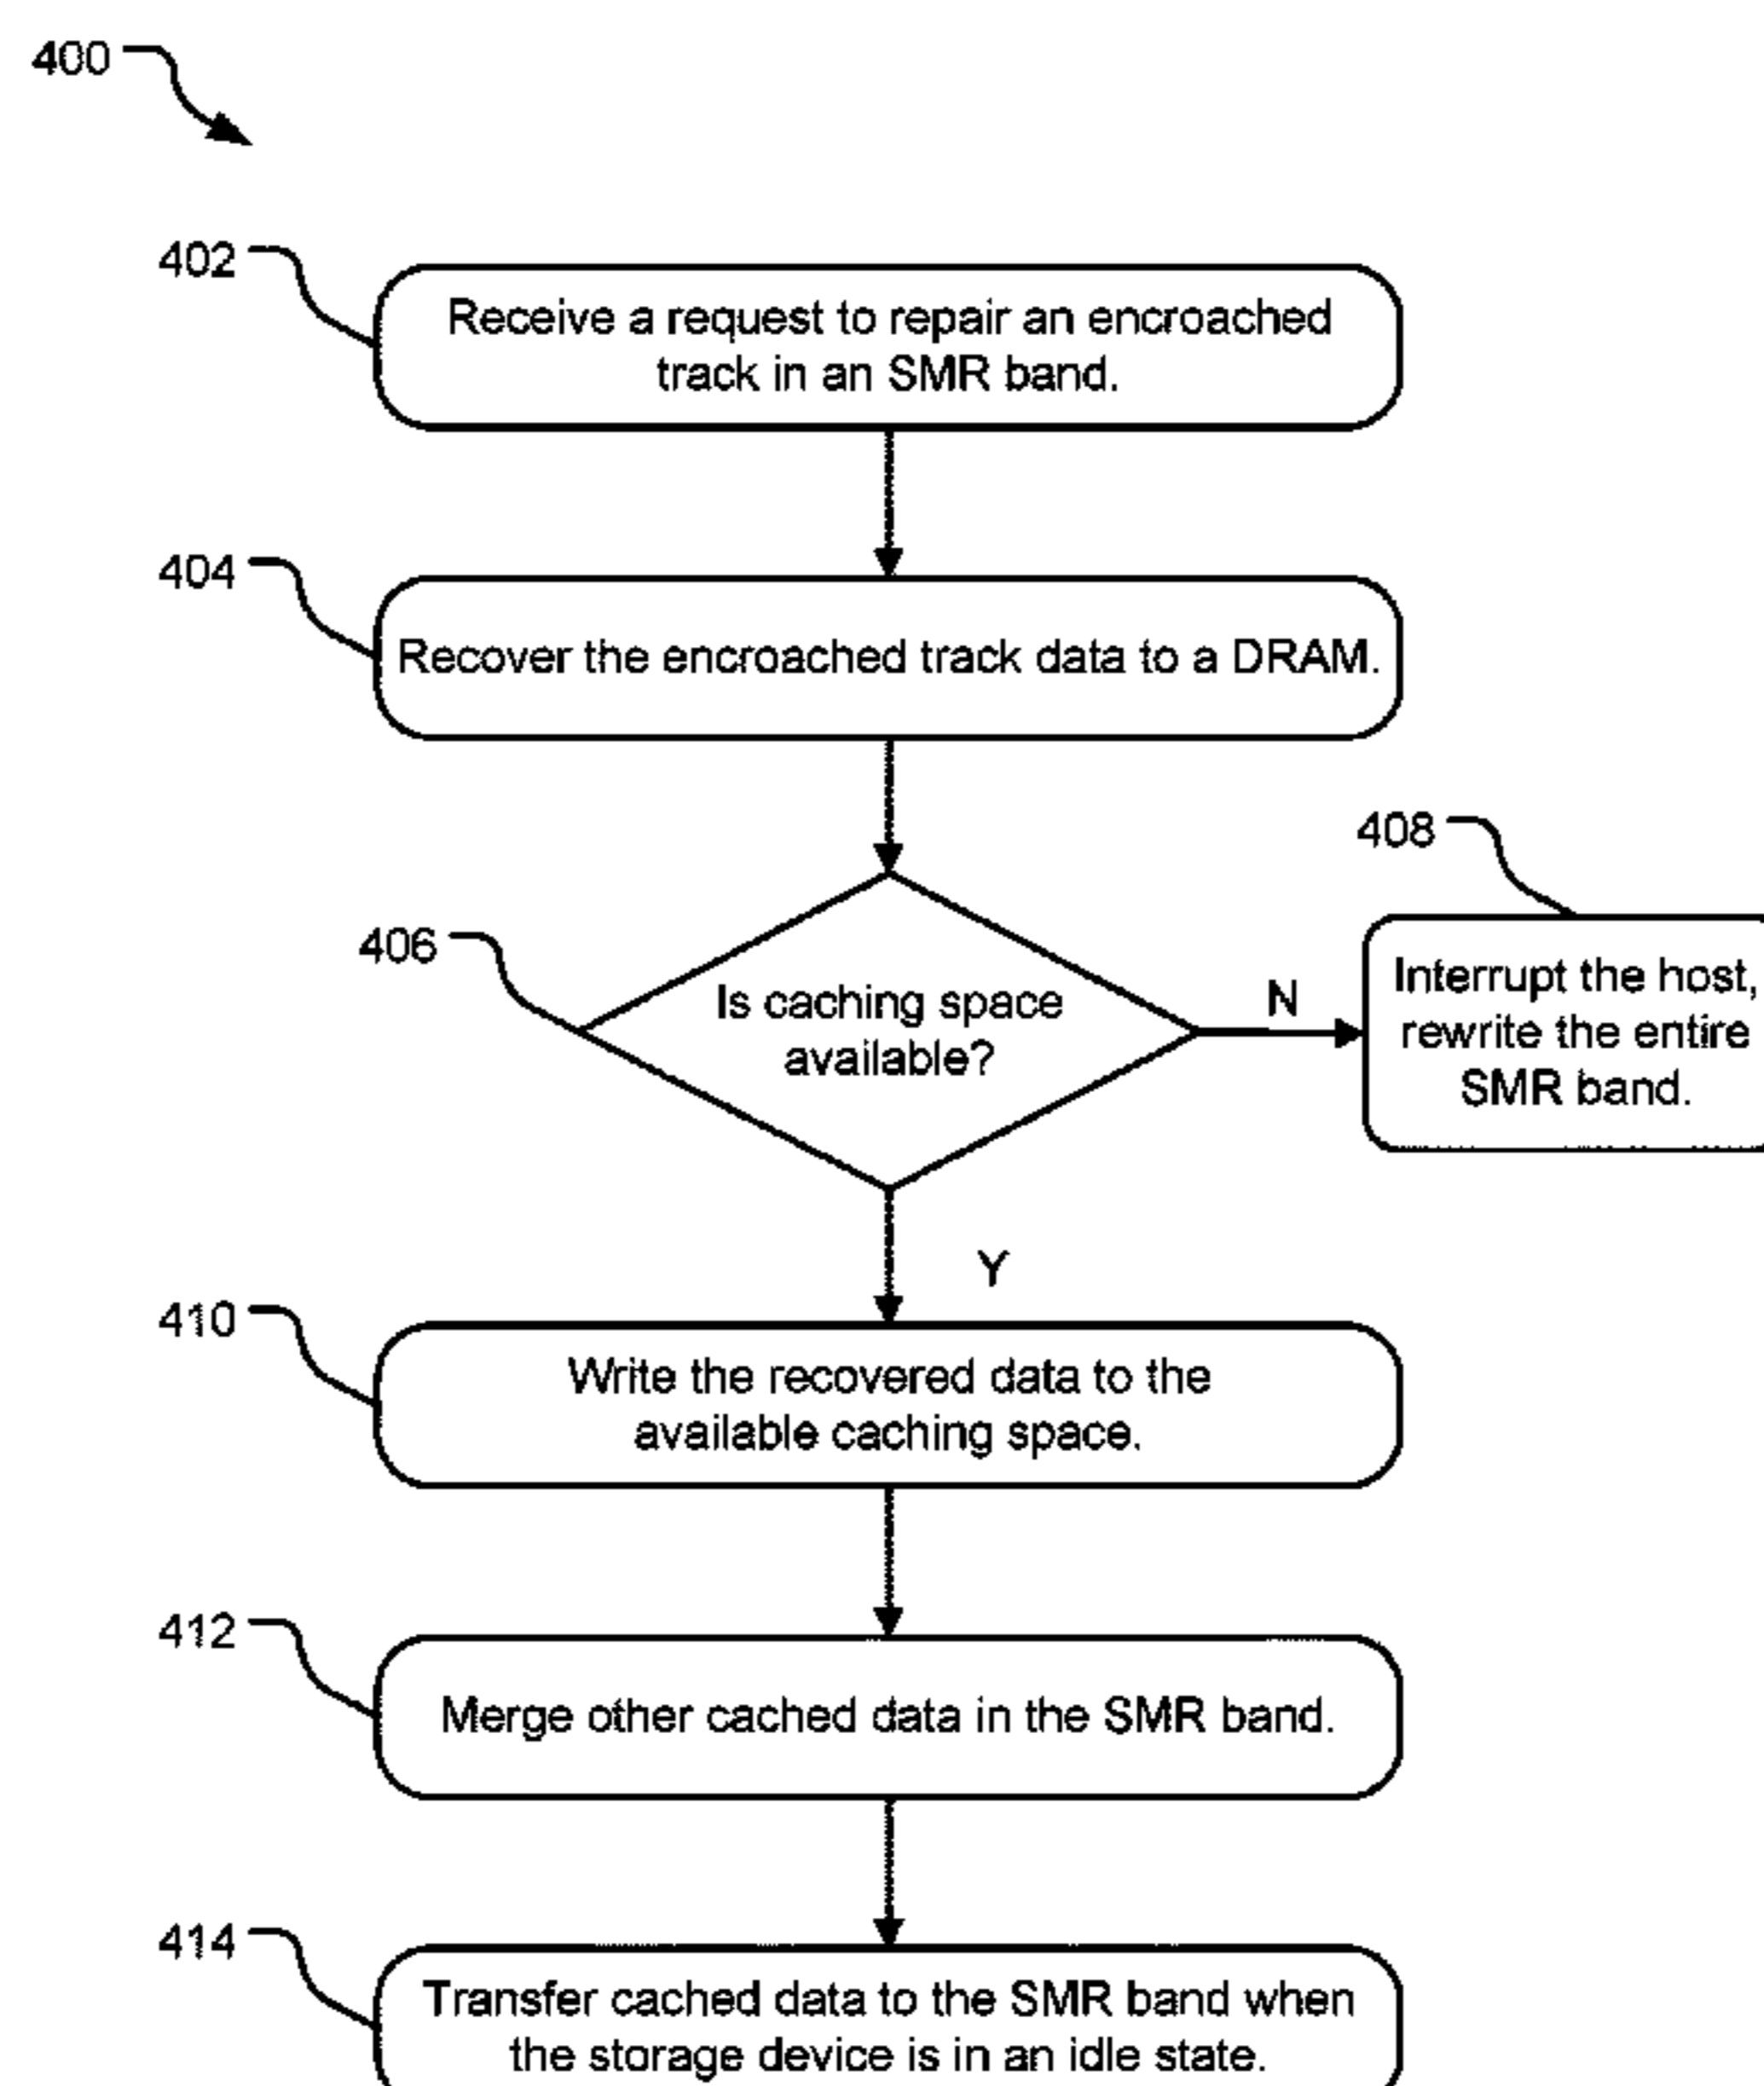 400
402
Receive a request to repair an encroached
track in an SMR band.
404
Recover the encroached track data to a DRAM.
406
Is caching space
available?
N
408
Interrupt the host,
rewrite the entire
SMR band.
Y
410
Write the recovered data to the
available caching space.
412
Merge other cached data in the SMR band.
414
Transfer cached data to the SMR band when
the storage device is in an idle state.